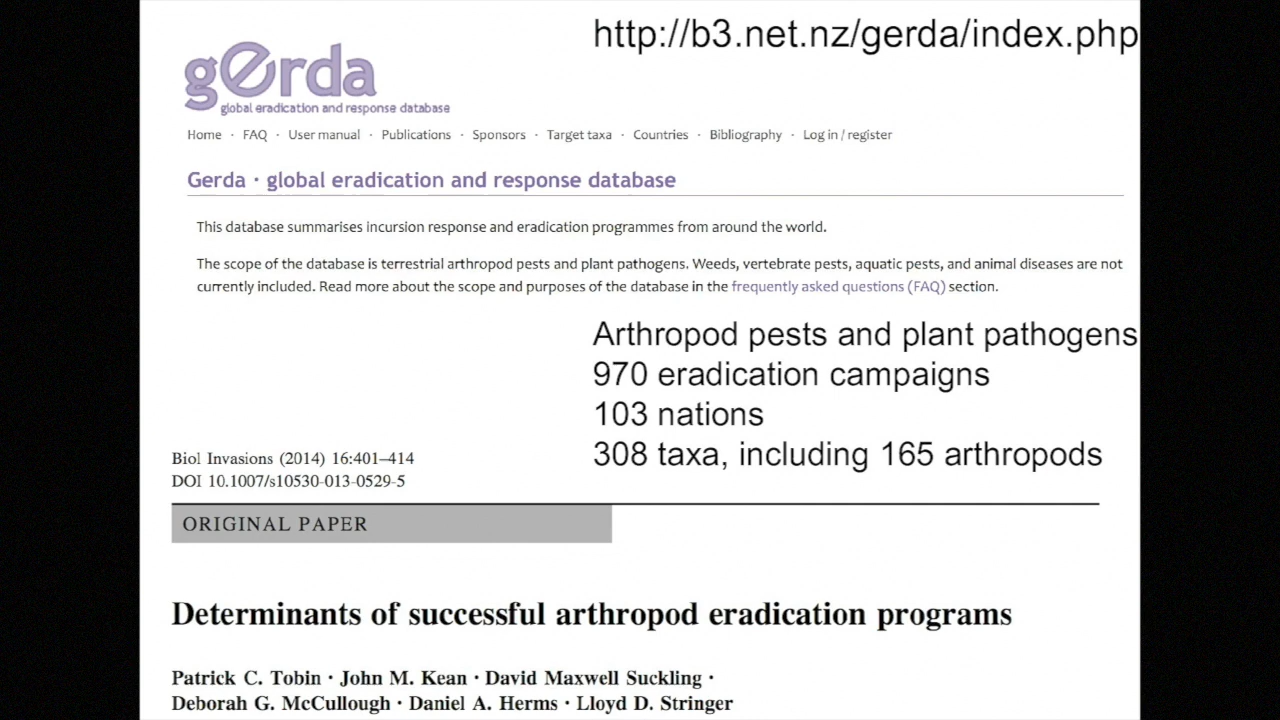 http://b3.net.nz/gerda/index.php
gerda
global eradication and response database
Home · FAQ · User manual · Publications · Sponsors · Target taxa · Countries · Bibliography · Log in / register
Gerda · global eradication and response database
This database summarises incursion response and eradication programmes from around the world.
The scope of the database is terrestrial arthropod pests and plant pathogens. Weeds, vertebrate pests, aquatic pests, and animal diseases are not
currently included. Read more about the scope and purposes of the database in the frequently asked questions (FAQ) section.
Arthropod pests and plant pathogens
970 eradication campaigns
103 nations
308 taxa, including 165 arthropods
Biol Invasions (2014) 16:401–414
DOI 10.1007/s10530-013-0529-5
ORIGINAL PAPER
Determinants of successful arthropod eradication programs
Patrick C. Tobin · John M. Kean · David Maxwell Suckling ·
Deborah G. McCullough · Daniel A. Herms · Lloyd D. Stringer